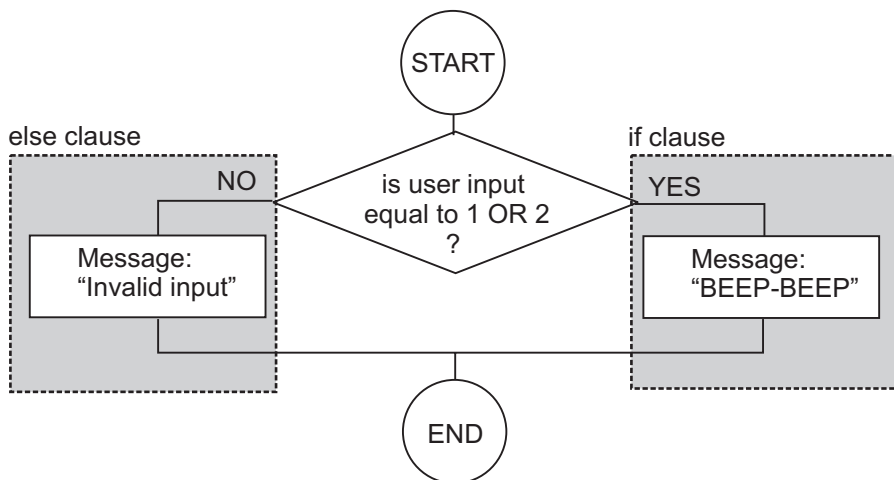 START
else clause
if clause
NO
is user input
equal to 1 OR 2
?
YES
Message:
“Invalid input”
Message:
“BEEP-BEEP”
END